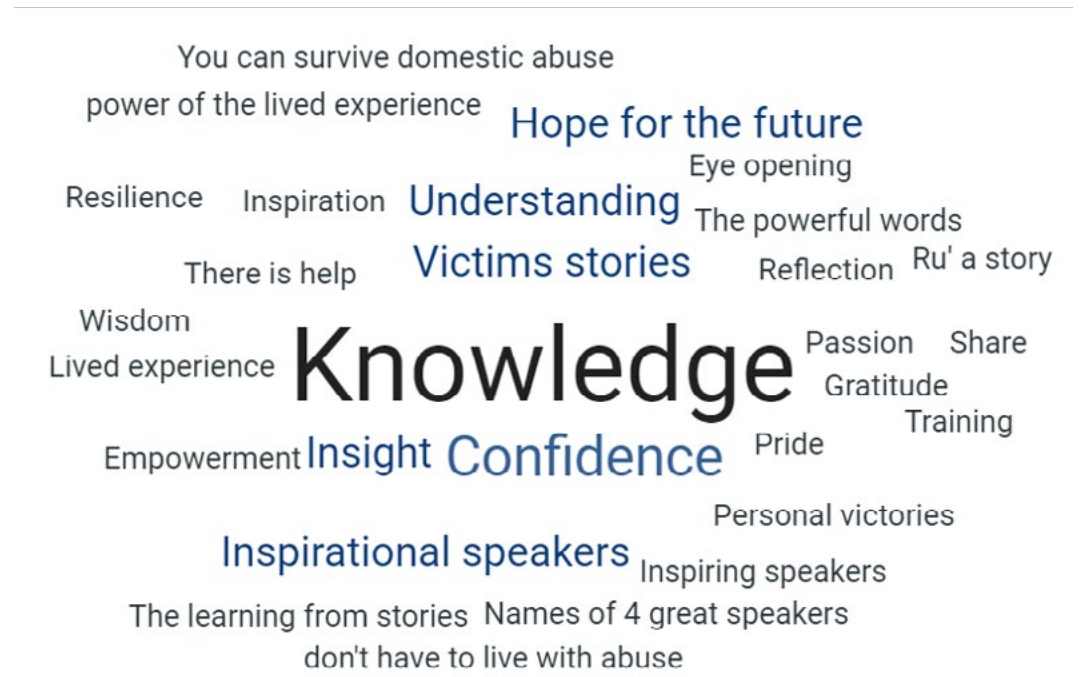 You can survive domestic abuse
power of the lived experience
Hope for the future
Eye opening
Resilience
Inspiration
Understanding
The powerful words
Victims stories
Reflection
Ru' a story
There is help
Wisdom
Lived experience
Knowledge
Passion
Share
Gratitude
Training
Empowerment
Insight
Confidence
Pride
Personal victories
Inspirational speakers
Inspiring speakers
The learning from stories
Names of 4 great speakers
don't have to live with abuse